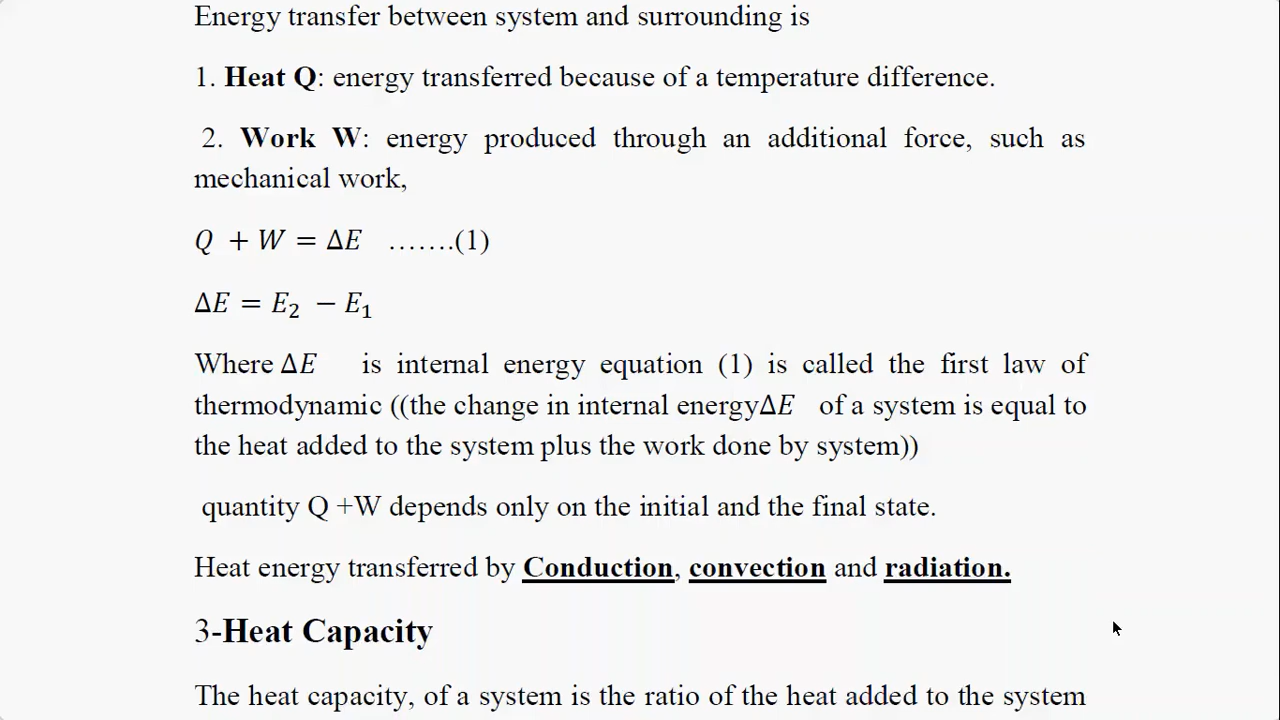 Energy transfer between system and surrounding is
1. Heat Q: energy transferred because of a temperature difference.
2. Work W: energy produced through an additional force, such as
mechanical work,
Q + W = ΔE …….(1)
ΔE = E₂ − E₁
Where ΔE is internal energy equation (1) is called the first law of
thermodynamic ((the change in internal energyΔE of a system is equal to
the heat added to the system plus the work done by system))
quantity Q +W depends only on the initial and the final state.
Heat energy transferred by Conduction, convection and radiation.
3-Heat Capacity
The heat capacity, of a system is the ratio of the heat added to the system